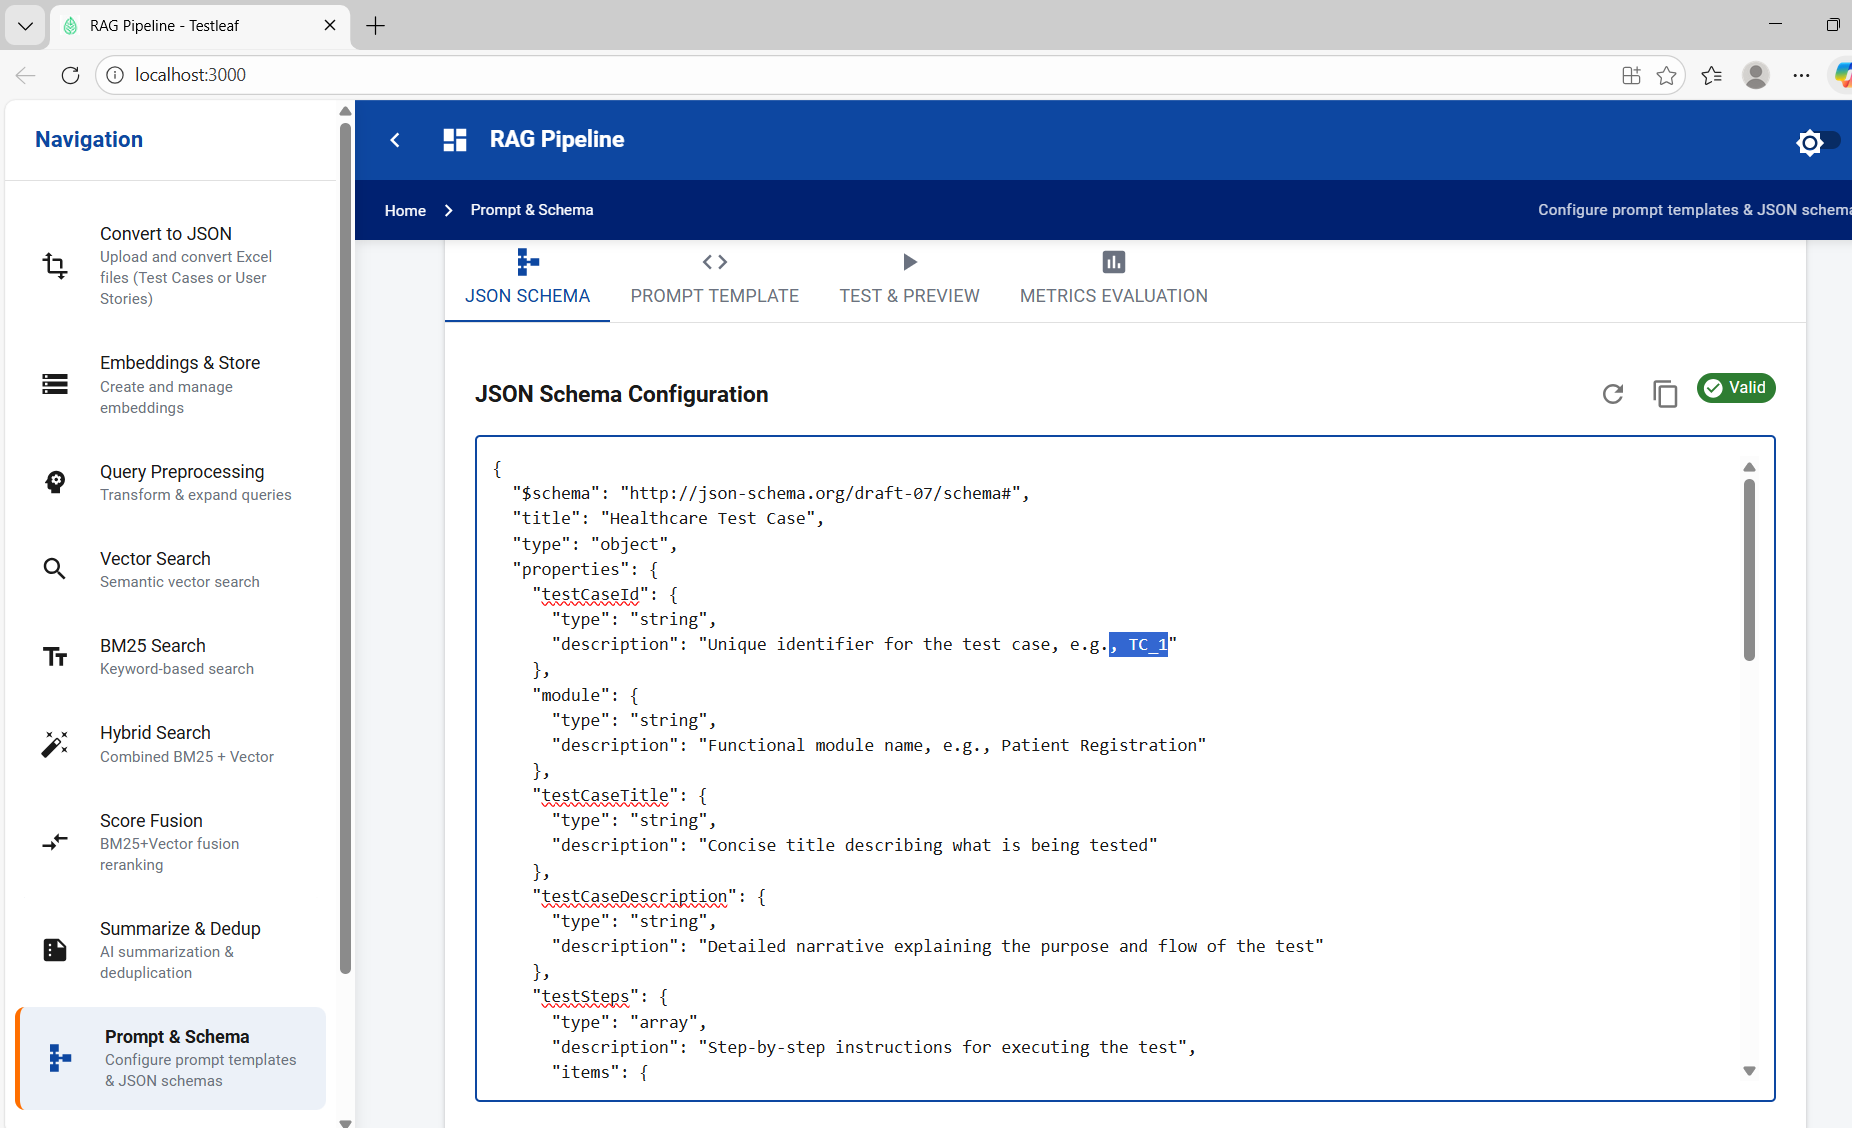 RAG Pipeline - Testleaf
localhost:3000
Navigation
Convert to JSON
Upload and convert Excel
files (Test Cases or User
Stories)
Embeddings & Store
Create and manage
embeddings
Query Preprocessing
Transform & expand queries
Vector Search
Semantic vector search
BM25 Search
Keyword-based search
Hybrid Search
Combined BM25 + Vector
Score Fusion
BM25+Vector fusion
reranking
Summarize & Dedup
AI summarization &
deduplication
Prompt & Schema
Configure prompt templates
& JSON schemas
RAG Pipeline
Home > Prompt & Schema
Configure prompt templates & JSON schema
JSON SCHEMA
PROMPT TEMPLATE
TEST & PREVIEW
METRICS EVALUATION
JSON Schema Configuration
Valid
{
"$schema": "http://json-schema.org/draft-07/schema#",
"title": "Healthcare Test Case",
"type": "object",
"properties": {
"testCaseId": {
"type": "string",
"description": "Unique identifier for the test case, e.g., TC_1"
},
"module": {
"type": "string",
"description": "Functional module name, e.g., Patient Registration"
},
"testCaseTitle": {
"type": "string",
"description": "Concise title describing what is being tested"
},
"testCaseDescription": {
"type": "string",
"description": "Detailed narrative explaining the purpose and flow of the test"
},
"testSteps": {
"type": "array",
"description": "Step-by-step instructions for executing the test",
"items": {